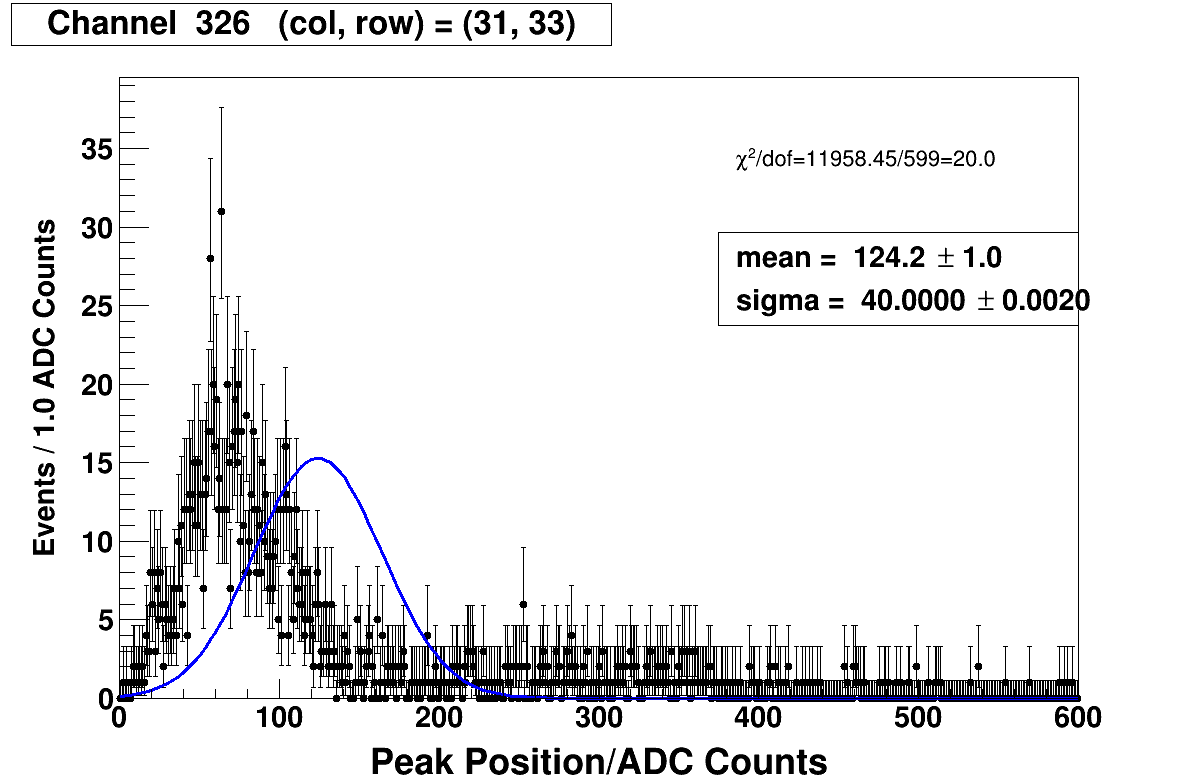 Channel 326 (col, row) = (31, 33)
χ²/dof=11958.45/599=20.0
mean = 124.2 ± 1.0
sigma = 40.0000 ± 0.0020
Events / 1.0 ADC Counts
35
30
25
20
15
10
5
0
0 100 200 300 400 500 600
Peak Position/ADC Counts